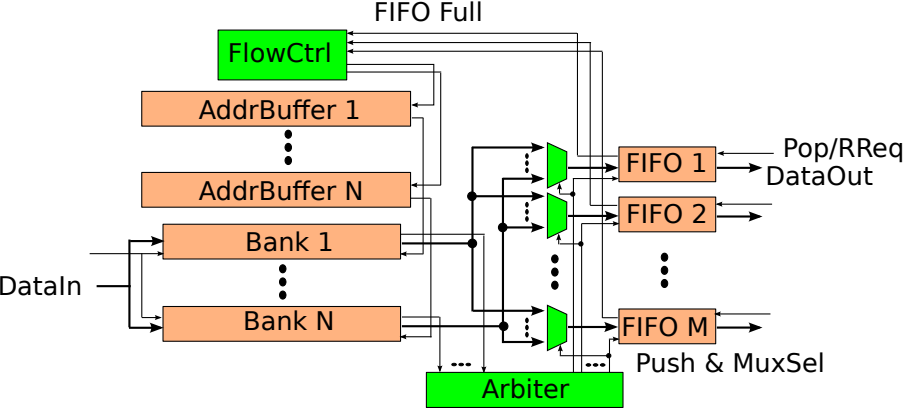 FIFO Full
FlowCtrl
AddrBuffer 1
AddrBuffer N
Bank 1
Bank N
DataIn
FIFO 1
FIFO 2
FIFO M
Pop/RReq
DataOut
Push & MuxSel
Arbiter